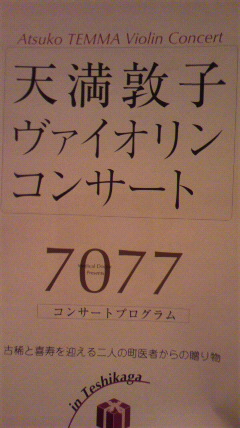 Atsuko TEMMA Violin Concert
天満敦子
ヴァイオリン
コンサート
7077
Presents
コンサートプログラム
古稀と喜寿を迎える二人の町医者からの贈り物
in Teshikaga